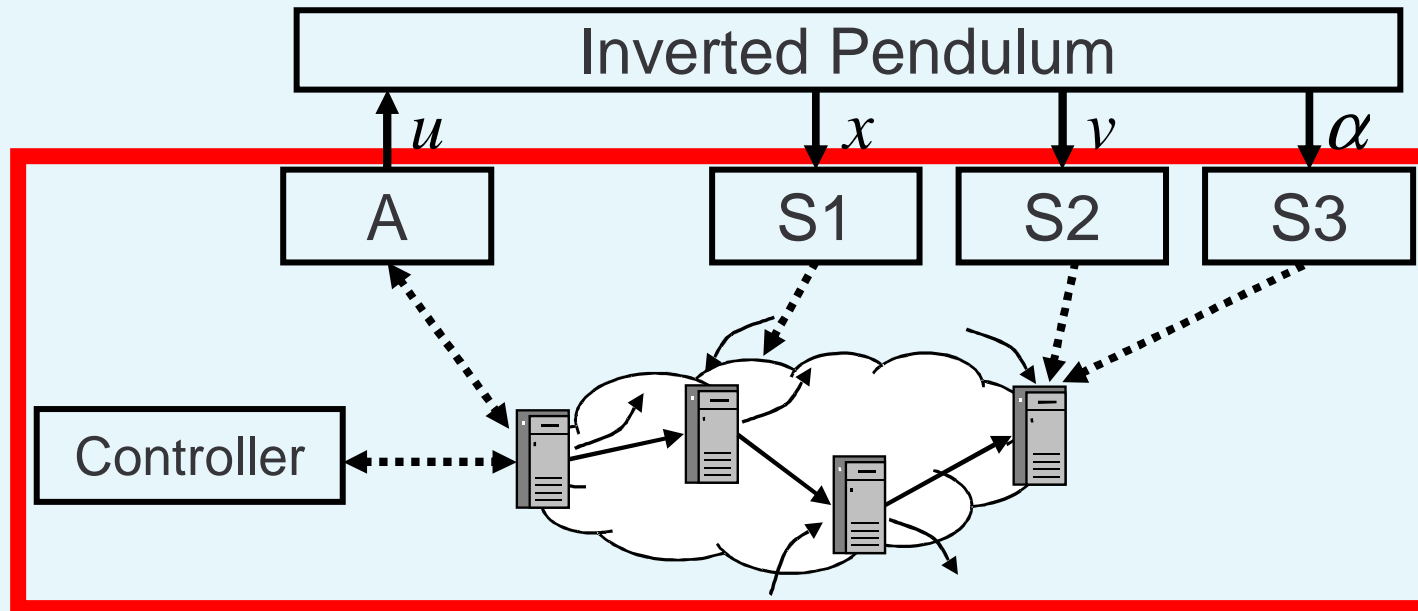 Inverted Pendulum
u
x
v
α
A
S1
S2
S3
Controller